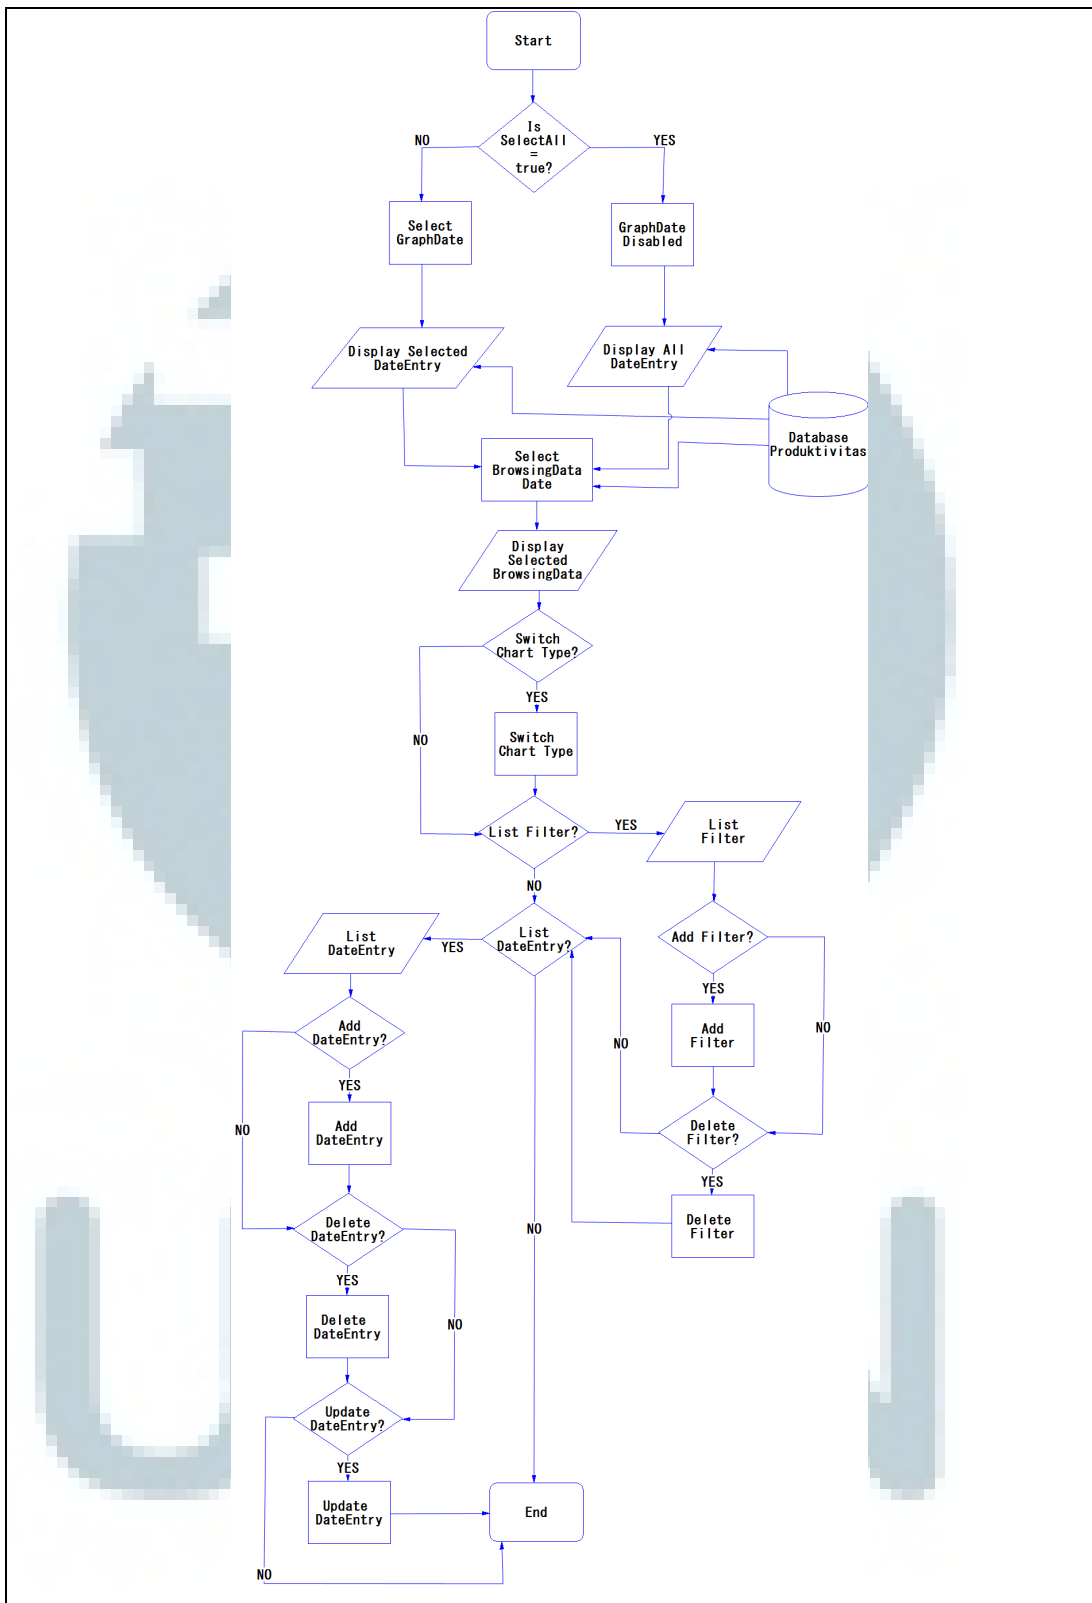 Start
Is
SelectAll
=
true?
NO
YES
Select
GraphDate
GraphDate
Disabled
Display Selected
DateEntry
Display All
DateEntry
Database
Produktivitas
Select
BrowsingData
Date
Display
Selected
BrowsingData
Switch
Chart Type?
YES
NO
Switch
Chart Type
List Filter?
YES
List
Filter
NO
List
DateEntry?
YES
List
DateEntry
Add Filter?
YES
NO
Add
Filter
NO
Delete
Filter?
YES
Delete
Filter
Add
DateEntry?
YES
NO
Add
DateEntry
Delete
DateEntry?
YES
NO
Delete
DateEntry
NO
Update
DateEntry?
YES
Update
DateEntry
End
NO